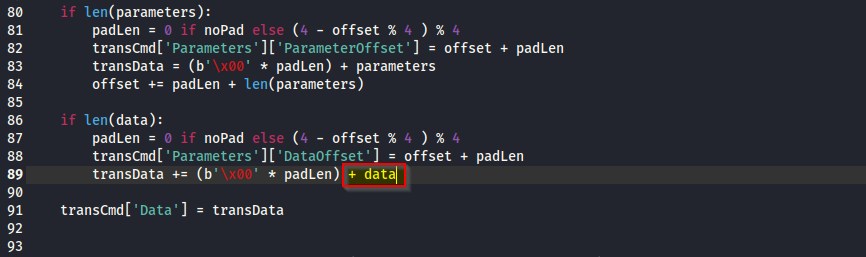 80 if len(parameters):
81 padLen = 0 if noPad else (4 - offset % 4 ) % 4
82 transCmd['Parameters']['ParameterOffset'] = offset + padLen
83 transData = (b'\x00' * padLen) + parameters
84 offset += padLen + len(parameters)
85
86 if len(data):
87 padLen = 0 if noPad else (4 - offset % 4 ) % 4
88 transCmd['Parameters']['DataOffset'] = offset + padLen
89 transData += (b'\x00' * padLen) + data
90
91 transCmd['Data'] = transData
92
93